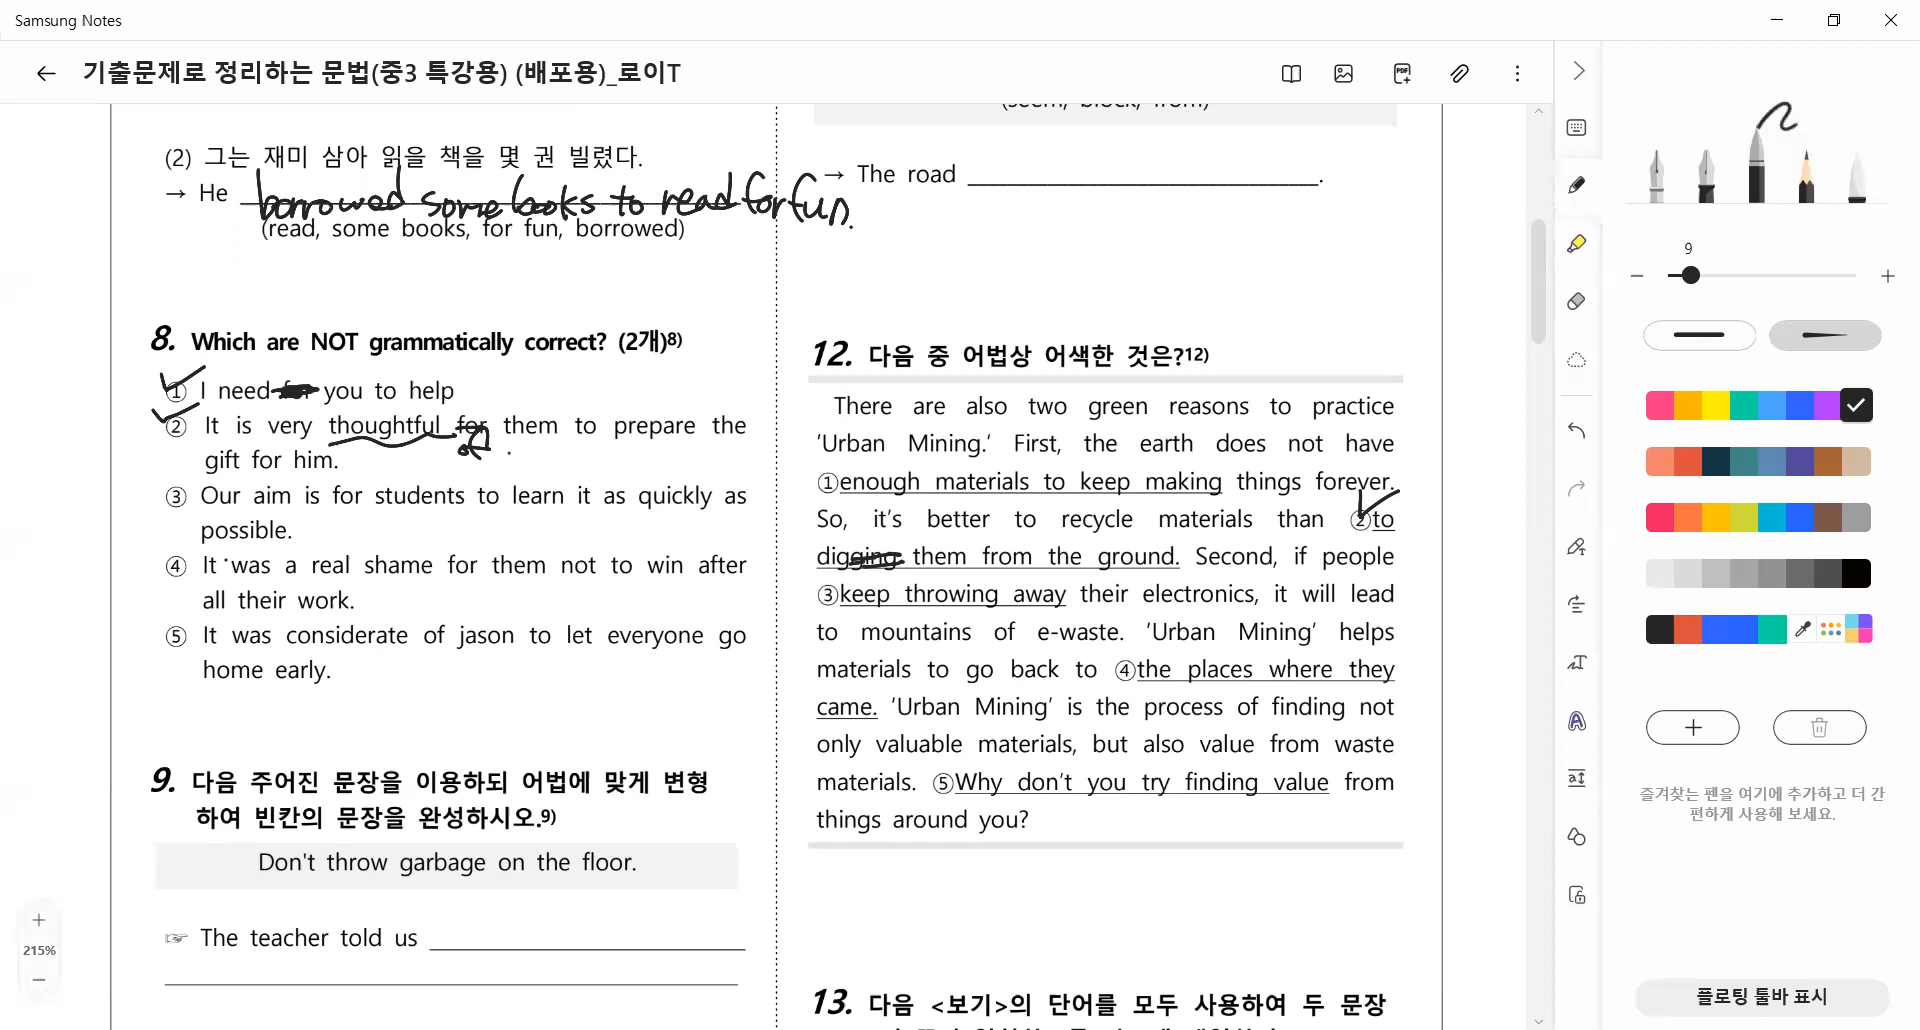 Samsung Notes
기출문제로 정리하는 문법(중3 특강용) (배포용)_로이T
(2) 그는 재미 삼아 읽을 책을 몇 권 빌렸다.
→ He borrowed some books to read for fun.
(read, some books, for fun, borrowed)
8. Which are NOT grammatically correct? (2개)8)
① I need for you to help
② It is very thoughtful for them to prepare the
of
gift for him.
③ Our aim is for students to learn it as quickly as
possible.
④ It was a real shame for them not to win after
all their work.
⑤ It was considerate of jason to let everyone go
home early.
9. 다음 주어진 문장을 이용하되 어법에 맞게 변형
하여 빈칸의 문장을 완성하시오.9)
Don't throw garbage on the floor.
☞ The teacher told us
(seem, block, from)
→ The road .
12. 다음 중 어법상 어색한 것은?12)
There are also two green reasons to practice
'Urban Mining.' First, the earth does not have
①enough materials to keep making things forever.
So, it's better to recycle materials than ②to
digging them from the ground. Second, if people
③keep throwing away their electronics, it will lead
to mountains of e-waste. 'Urban Mining' helps
materials to go back to ④the places where they
came. 'Urban Mining' is the process of finding not
only valuable materials, but also value from waste
materials. ⑤Why don't you try finding value from
things around you?
13. 다음 <보기>의 단어를 모두 사용하여 두 문장
9
즐겨찾는 펜을 여기에 추가하고 더 간
편하게 사용해 보세요.
플로팅 툴바 표시
215%